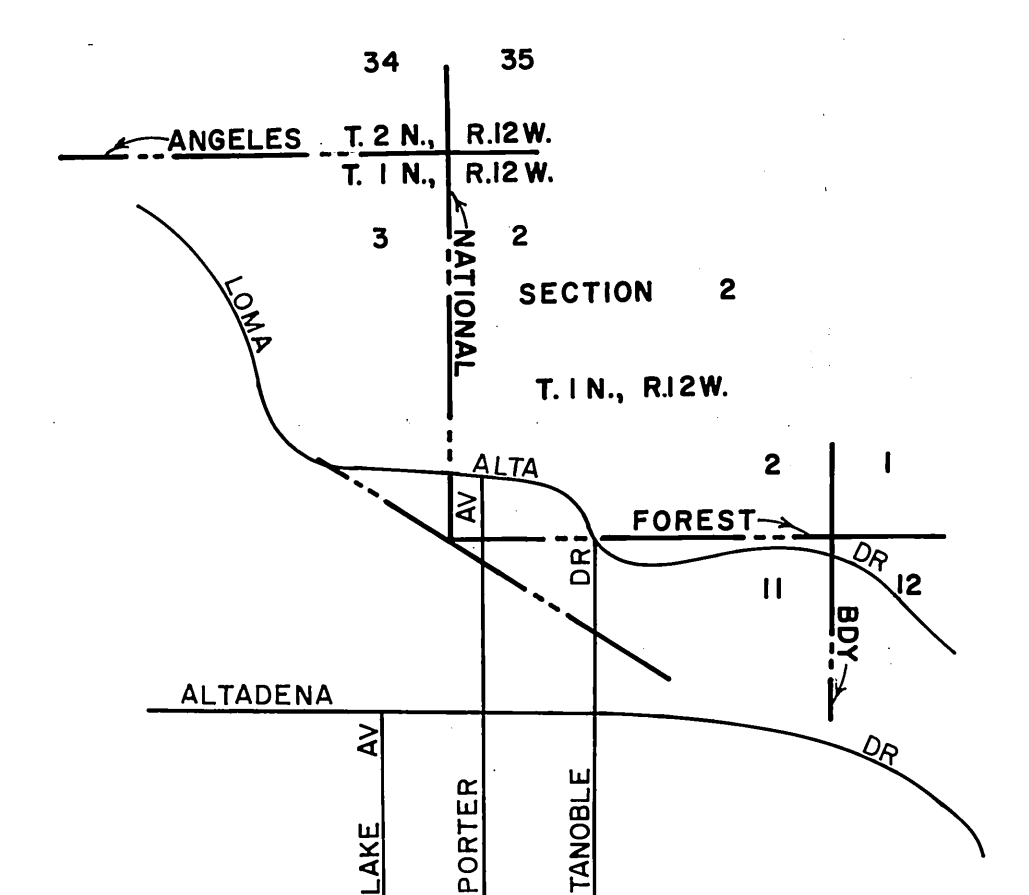 34 35
ANGELES T. 2 N., R.12 W.
T. 1 N., R.12 W.
3 2
NATIONAL
LOMA
SECTION 2
T. 1 N., R.12 W.
ALTA
2 1
AV
FOREST
DR
DR
11 12
BDY
ALTADENA
AV
DR
LAKE
PORTER
TANOBLE